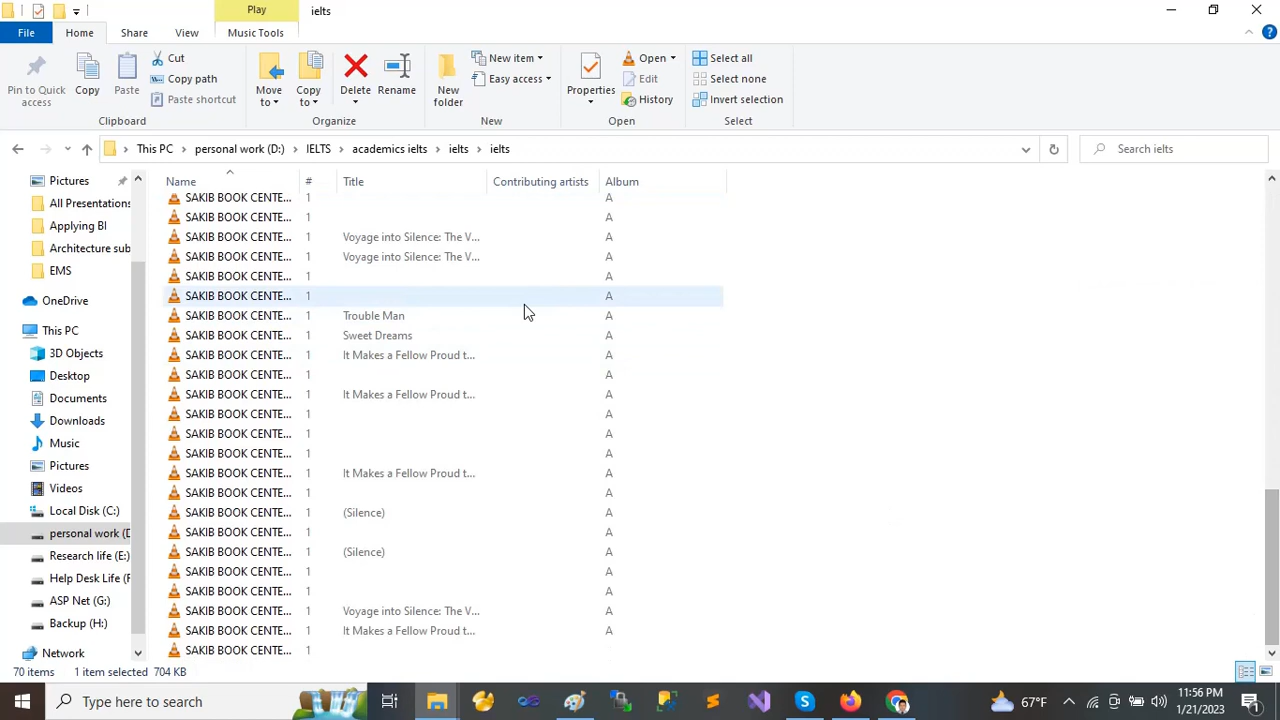 Play
ielts
File
Home
Share
View
Music Tools
Pin to Quick access
Copy
Paste
Cut
Copy path
Paste shortcut
Clipboard
Move to
Copy to
Delete
Rename
Organize
New folder
New item
Easy access
New
Properties
Open
Edit
History
Open
Select all
Select none
Invert selection
Select
This PC > personal work (D:) > IELTS > academics ielts > ielts > ielts
Search ielts
Pictures
All Presentations
Applying BI
Architecture sub
EMS
OneDrive
This PC
3D Objects
Desktop
Documents
Downloads
Music
Pictures
Videos
Local Disk (C:)
personal work (D
Research life (E:)
Help Desk Life (F
ASP Net (G:)
Backup (H:)
Network
Name # Title Contributing artists Album
SAKIB BOOK CENTE... 1 A
SAKIB BOOK CENTE... 1 A
SAKIB BOOK CENTE... 1 Voyage into Silence: The V... A
SAKIB BOOK CENTE... 1 Voyage into Silence: The V... A
SAKIB BOOK CENTE... 1 A
SAKIB BOOK CENTE... 1 A
SAKIB BOOK CENTE... 1 Trouble Man A
SAKIB BOOK CENTE... 1 Sweet Dreams A
SAKIB BOOK CENTE... 1 It Makes a Fellow Proud t... A
SAKIB BOOK CENTE... 1 A
SAKIB BOOK CENTE... 1 It Makes a Fellow Proud t... A
SAKIB BOOK CENTE... 1 A
SAKIB BOOK CENTE... 1 A
SAKIB BOOK CENTE... 1 A
SAKIB BOOK CENTE... 1 It Makes a Fellow Proud t... A
SAKIB BOOK CENTE... 1 A
SAKIB BOOK CENTE... 1 (Silence) A
SAKIB BOOK CENTE... 1 A
SAKIB BOOK CENTE... 1 (Silence) A
SAKIB BOOK CENTE... 1 A
SAKIB BOOK CENTE... 1 A
SAKIB BOOK CENTE... 1 Voyage into Silence: The V... A
SAKIB BOOK CENTE... 1 It Makes a Fellow Proud t... A
SAKIB BOOK CENTE... 1
70 items 1 item selected 704 KB
Type here to search
67°F
11:56 PM
1/21/2023
1